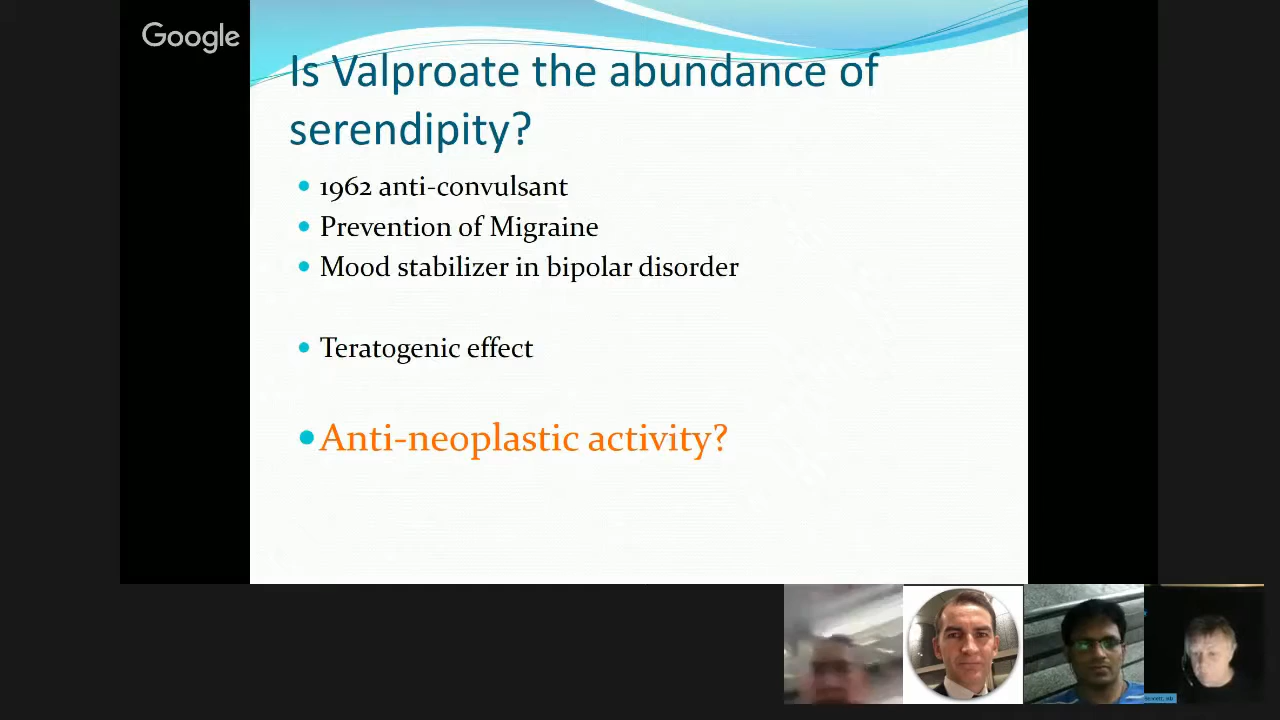 Google
Is Valproate the abundance of
serendipity?
1962 anti-convulsant
Prevention of Migraine
Mood stabilizer in bipolar disorder
Teratogenic effect
Anti-neoplastic activity?